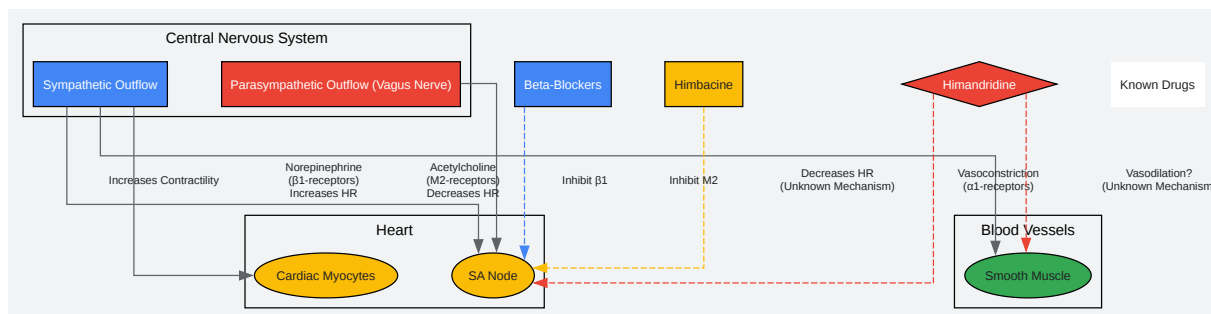 Central Nervous System
Sympathetic Outflow
Parasympathetic Outflow (Vagus Nerve)
Beta-Blockers
Himbacine
Himandridine
Known Drugs
Increases Contractility
Norepinephrine
(β1-receptors)
Increases HR
Acetylcholine
(M2-receptors)
Decreases HR
Inhibit β1
Inhibit M2
Decreases HR
(Unknown Mechanism)
Vasoconstriction
(α1-receptors)
Vasodilation?
(Unknown Mechanism
Heart
Blood Vessels
Cardiac Myocytes
SA Node
Smooth Muscle